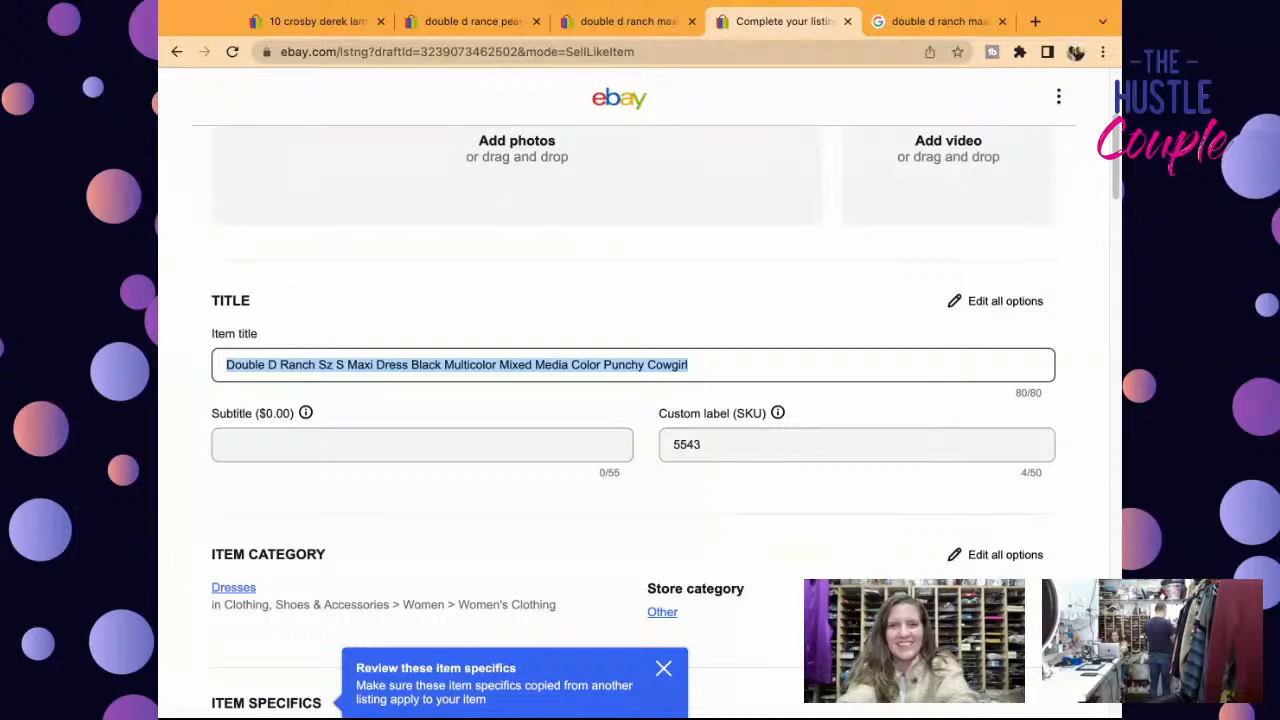 10 crosby derek lam
double d rance pea
double d ranch max
Complete your listin
double d ranch max
ebay.com/lstng?draftId=3239073462502&mode=SellLikeItem
THE
HUSTLE
Couple
ebay
Add photos
or drag and drop
Add video
or drag and drop
TITLE
Edit all options
Item title
Double D Ranch Sz S Maxi Dress Black Multicolor Mixed Media Color Punchy Cowgirl
80/80
Subtitle ($0.00)
Custom label (SKU)
5543
0/55
4/50
ITEM CATEGORY
Edit all options
Dresses
in Clothing, Shoes & Accessories > Women > Women's Clothing
Store category
Other
Review these item specifics
Make sure these item specifics copied from another
listing apply to your item
ITEM SPECIFICS